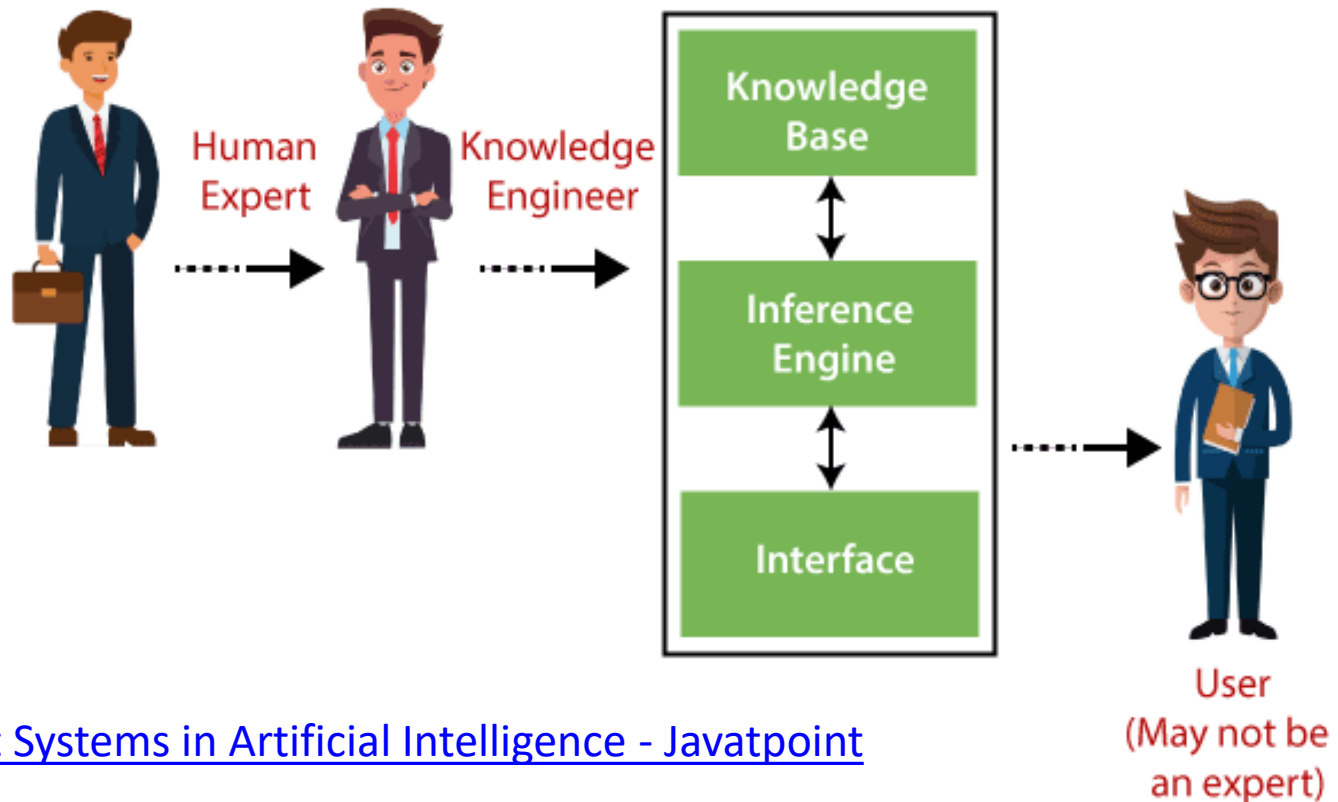 Human
Expert
Knowledge
Engineer
Knowledge
Base
Inference
Engine
Interface
User
(May not be
an expert)
Systems in Artificial Intelligence - Javatpoint